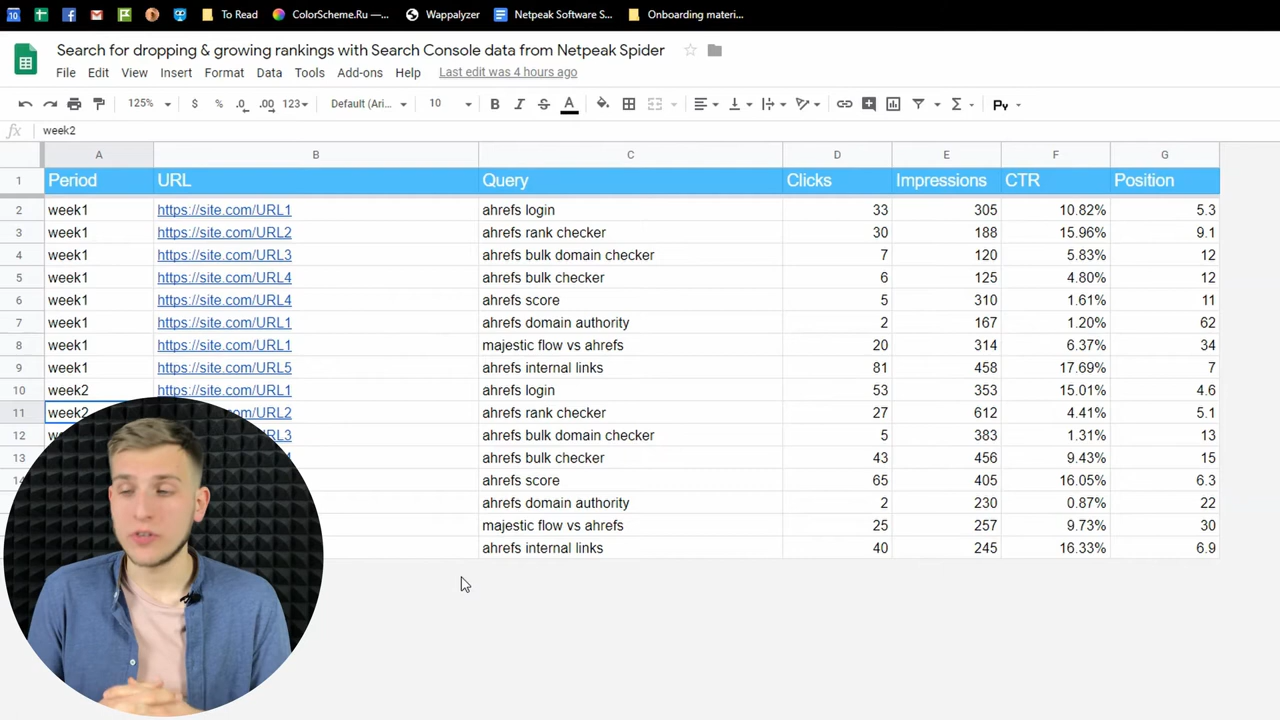 To Read ColorScheme.Ru —... Wappalyzer Netpeak Software S... Onboarding materi...
Search for dropping & growing rankings with Search Console data from Netpeak Spider
File Edit View Insert Format Data Tools Add-ons Help Last edit was 4 hours ago
125% $ % .0 .00 123 Default (Ari... 10 B I S A Σ Py
fx week2
A B C D E F G
1 Period URL Query Clicks Impressions CTR Position
2 week1 https://site.com/URL1 ahrefs login 33 305 10.82% 5.3
3 week1 https://site.com/URL2 ahrefs rank checker 30 188 15.96% 9.1
4 week1 https://site.com/URL3 ahrefs bulk domain checker 7 120 5.83% 12
5 week1 https://site.com/URL4 ahrefs bulk checker 6 125 4.80% 12
6 week1 https://site.com/URL4 ahrefs score 5 310 1.61% 11
7 week1 https://site.com/URL1 ahrefs domain authority 2 167 1.20% 62
8 week1 https://site.com/URL1 majestic flow vs ahrefs 20 314 6.37% 34
9 week1 https://site.com/URL5 ahrefs internal links 81 458 17.69% 7
10 week2 https://site.com/URL1 ahrefs login 53 353 15.01% 4.6
11 week2 om/URL2 ahrefs rank checker 27 612 4.41% 5.1
12 RL3 ahrefs bulk domain checker 5 383 1.31% 13
13 ahrefs bulk checker 43 456 9.43% 15
14 ahrefs score 65 405 16.05% 6.3
ahrefs domain authority 2 230 0.87% 22
majestic flow vs ahrefs 25 257 9.73% 30
ahrefs internal links 40 245 16.33% 6.9